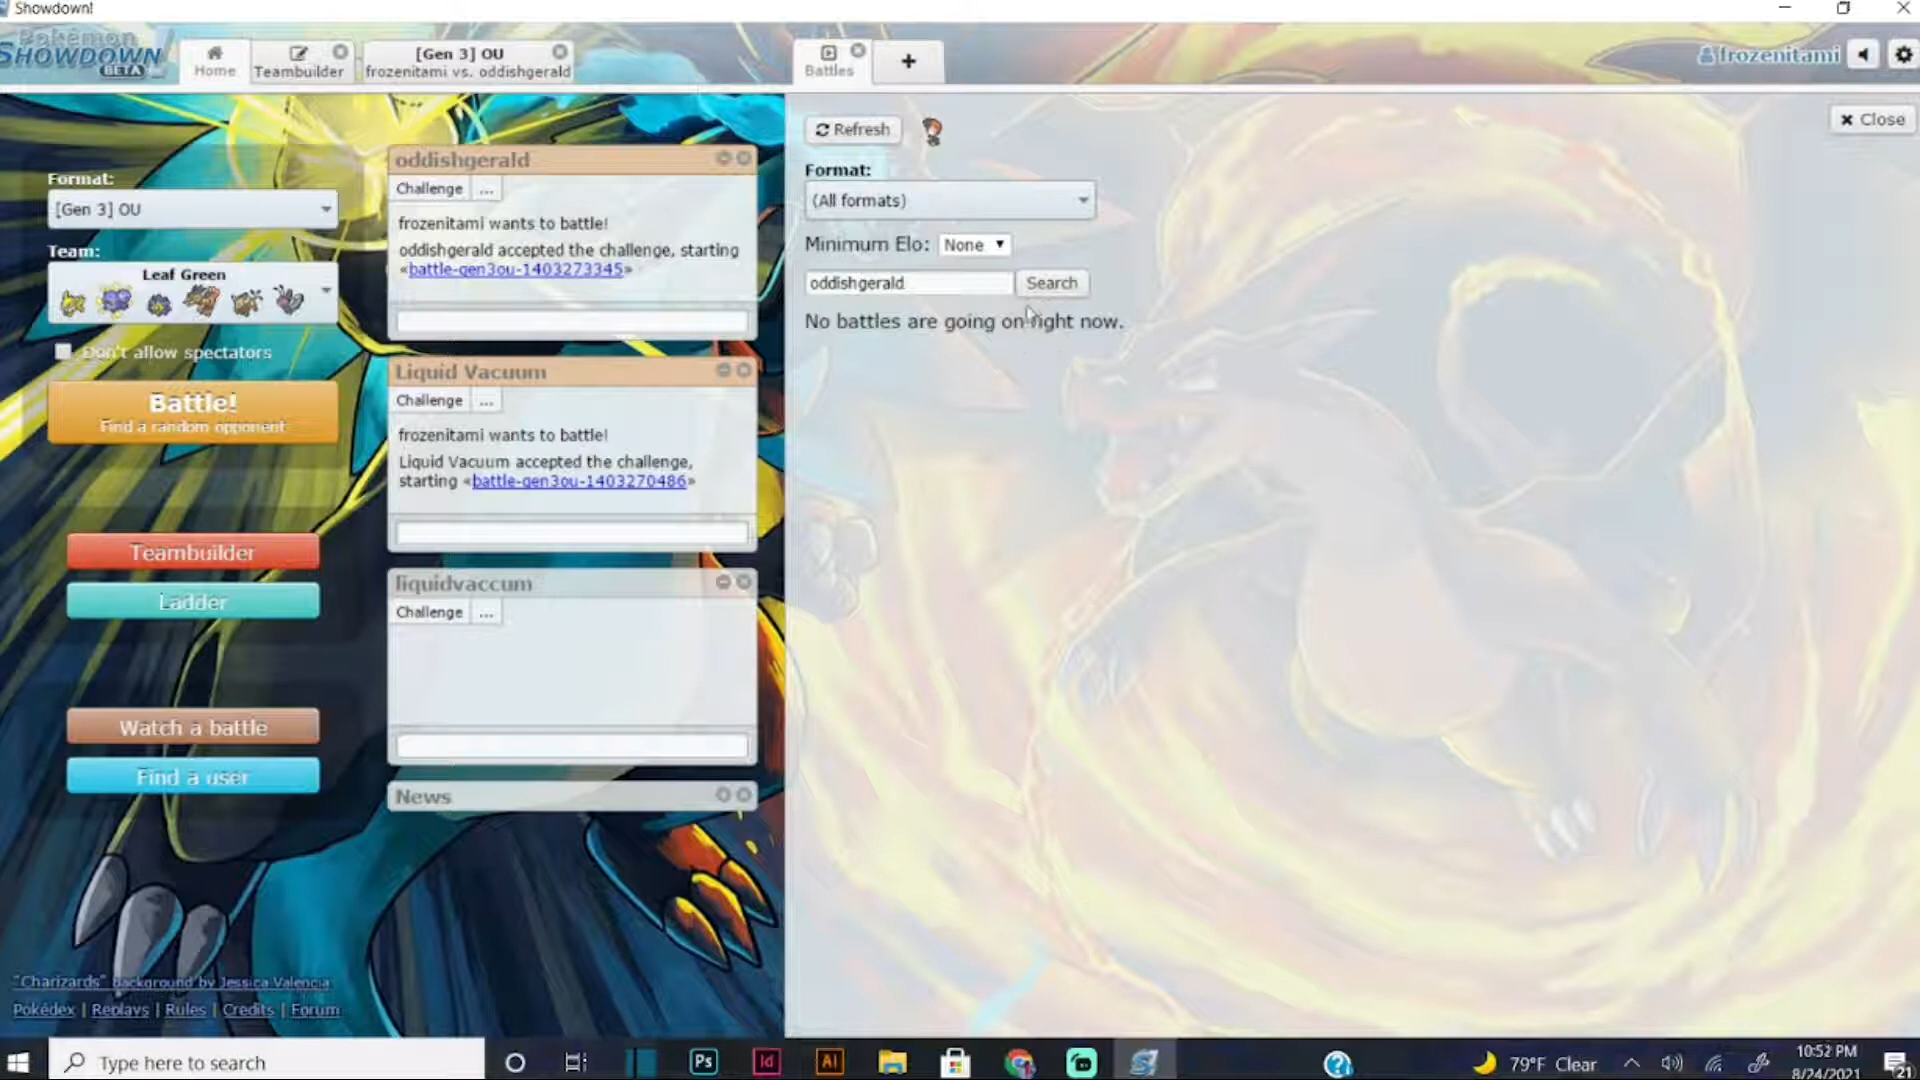 Showdown!
Pokémon
SHOWDOWN
BETA
Home
Teambuilder
[Gen 3] OU
frozenitami vs. oddishgerald
Battles
+
frozenitami
Format:
[Gen 3] OU
Team:
Leaf Green
Don't allow spectators
Battle!
Find a random opponent
Teambuilder
Ladder
Watch a battle
Find a user
"Charizards" background by Jessica Valencia
Pokédex | Replays | Rules | Credits | Forum
oddishgerald
Challenge ...
frozenitami wants to battle!
oddishgerald accepted the challenge, starting
«battle-gen3ou-1403273345»
Liquid Vacuum
Challenge ...
frozenitami wants to battle!
Liquid Vacuum accepted the challenge,
starting «battle-gen3ou-1403270486»
liquidvaccum
Challenge ...
News
Refresh
Close
Format:
(All formats)
Minimum Elo: None
oddishgerald Search
No battles are going on right now.
Type here to search
Ps
Id
Ai
79°F Clear
10:52 PM
8/24/2021
21